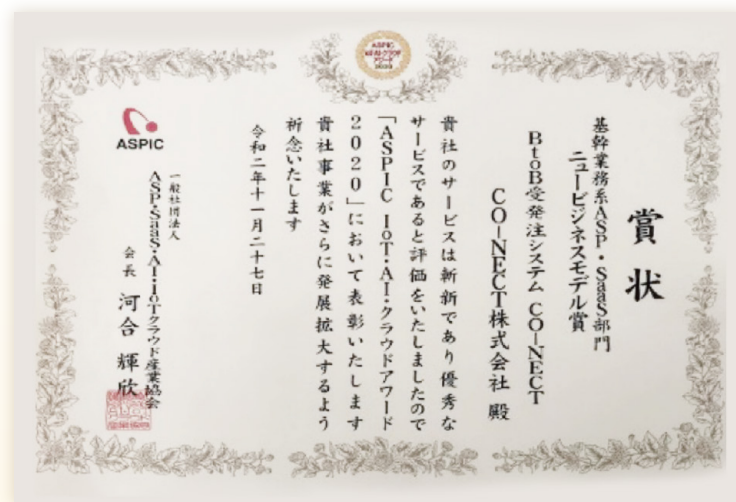 賞状
基幹業務系ASP・SaaS部門
ニュービジネスモデル賞
BtoB受発注システム CO-NECT
CO-NECT株式会社 殿
貴社のサービスは斬新であり優秀な
サービスであると評価をいたしましたので
「ASPIC IoT・AI・クラウドアワード
2020」において表彰いたします
貴社事業がさらに発展拡大するよう
祈念いたします
令和二年十一月二十七日
ASPIC
一般社団法人
ASP・SaaS・AI・IoTクラウド産業協会
会長 河合 輝欣